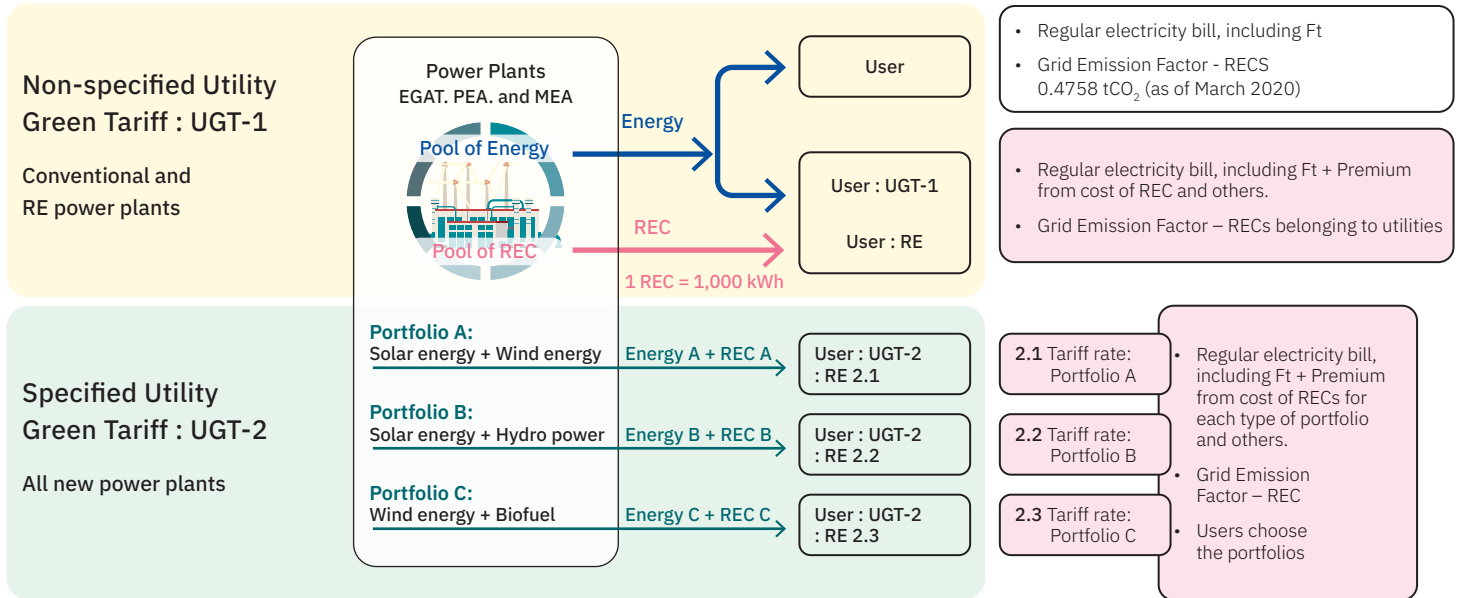 Non-specified Utility
Green Tariff : UGT-1
Conventional and
RE power plants
Power Plants
EGAT. PEA. and MEA
Pool of Energy
Pool of REC
Energy
REC
1 REC = 1,000 kWh
User
User : UGT-1
User : RE
• Regular electricity bill, including Ft
• Grid Emission Factor - RECS
0.4758 tCO₂ (as of March 2020)
• Regular electricity bill, including Ft + Premium
from cost of REC and others.
• Grid Emission Factor – RECs belonging to utilities
Specified Utility
Green Tariff : UGT-2
All new power plants
Portfolio A:
Solar energy + Wind energy
Energy A + REC A
User : UGT-2
: RE 2.1
2.1 Tariff rate:
Portfolio A
Portfolio B:
Solar energy + Hydro power
Energy B + REC B
User : UGT-2
: RE 2.2
2.2 Tariff rate:
Portfolio B
Portfolio C:
Wind energy + Biofuel
Energy C + REC C
User : UGT-2
: RE 2.3
2.3 Tariff rate:
Portfolio C
• Regular electricity bill,
including Ft + Premium
from cost of RECs for
each type of portfolio
and others.
• Grid Emission
Factor – REC
• Users choose
the portfolios